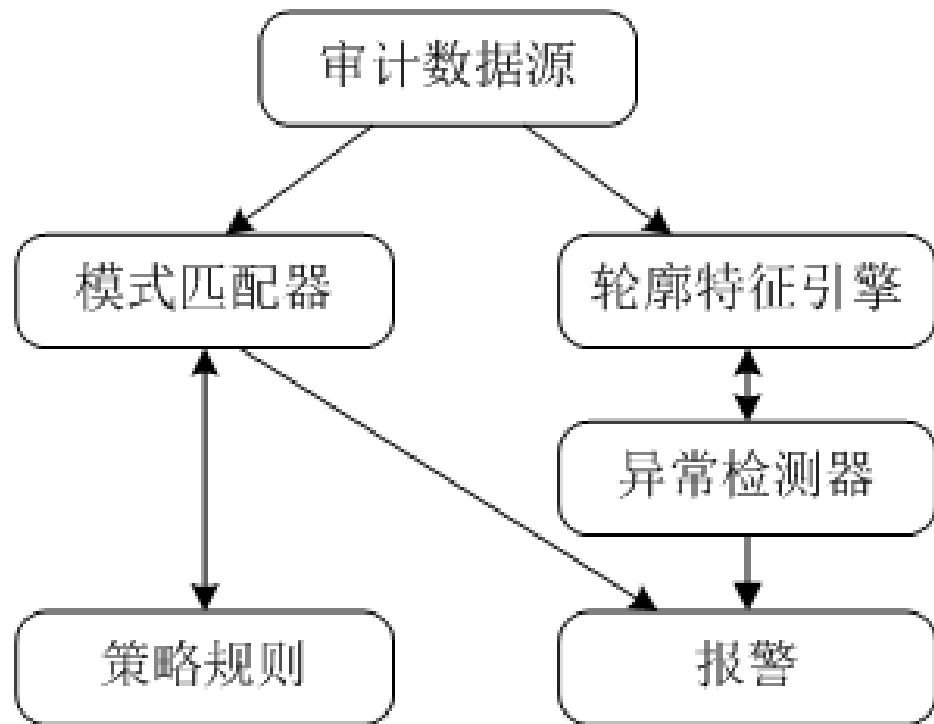 审计数据源
模式匹配器
轮廓特征引擎
异常检测器
策略规则
报警